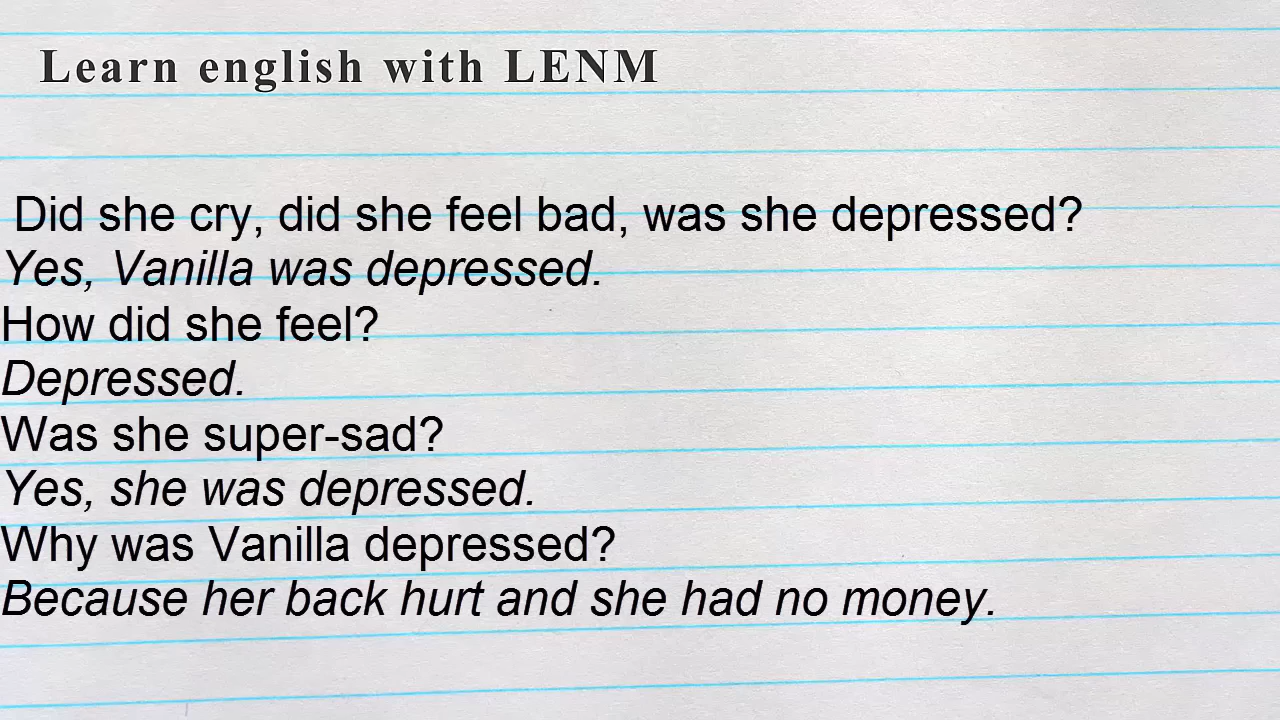 Learn english with LENM
Did she cry, did she feel bad, was she depressed?
Yes, Vanilla was depressed.
How did she feel?
Depressed.
Was she super-sad?
Yes, she was depressed.
Why was Vanilla depressed?
Because her back hurt and she had no money.